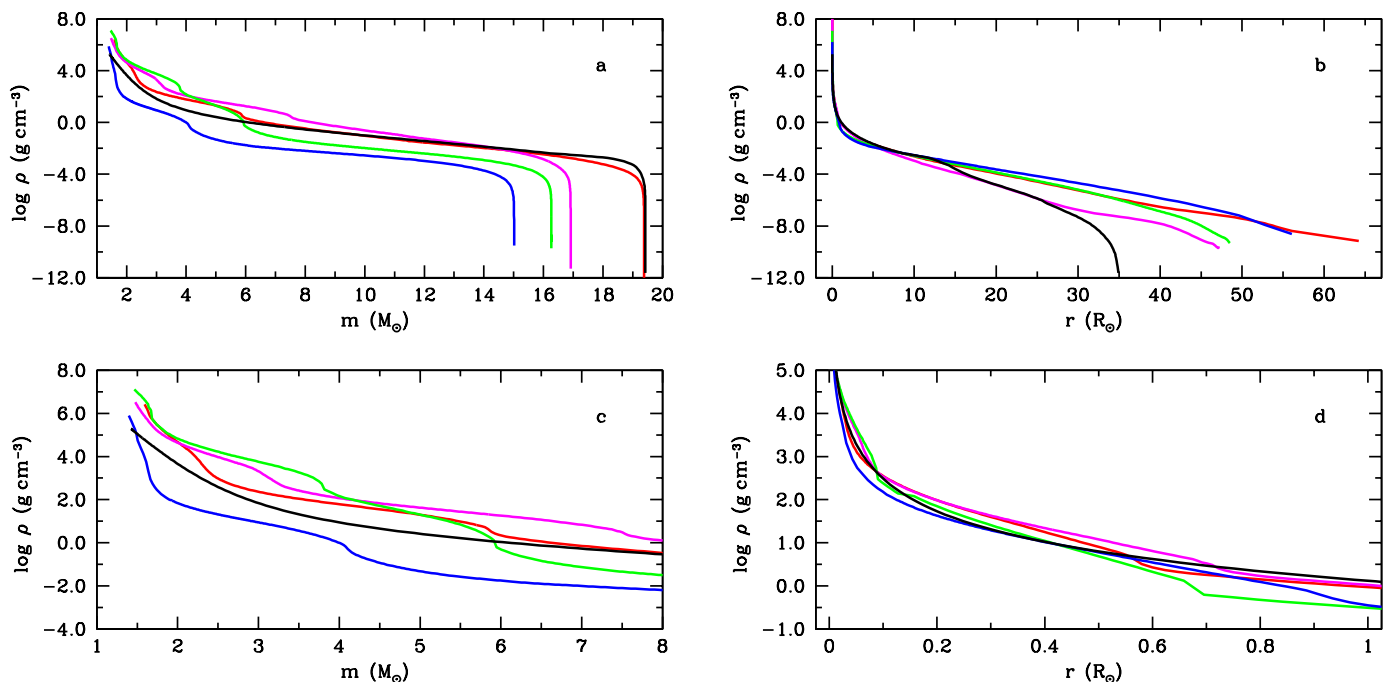 8.0
4.0
0.0
−4.0
−8.0
−12.0
log ρ (g cm⁻³)
a
2 4 6 8 10 12 14 16 18 20
m (M⊙)
8.0
4.0
0.0
−4.0
−8.0
−12.0
log ρ (g cm⁻³)
b
0 10 20 30 40 50 60
r (R⊙)
8.0
6.0
4.0
2.0
0.0
−2.0
−4.0
log ρ (g cm⁻³)
c
1 2 3 4 5 6 7 8
m (M⊙)
5.0
4.0
3.0
2.0
1.0
0.0
−1.0
log ρ (g cm⁻³)
d
0 0.2 0.4 0.6 0.8 1
r (R⊙)